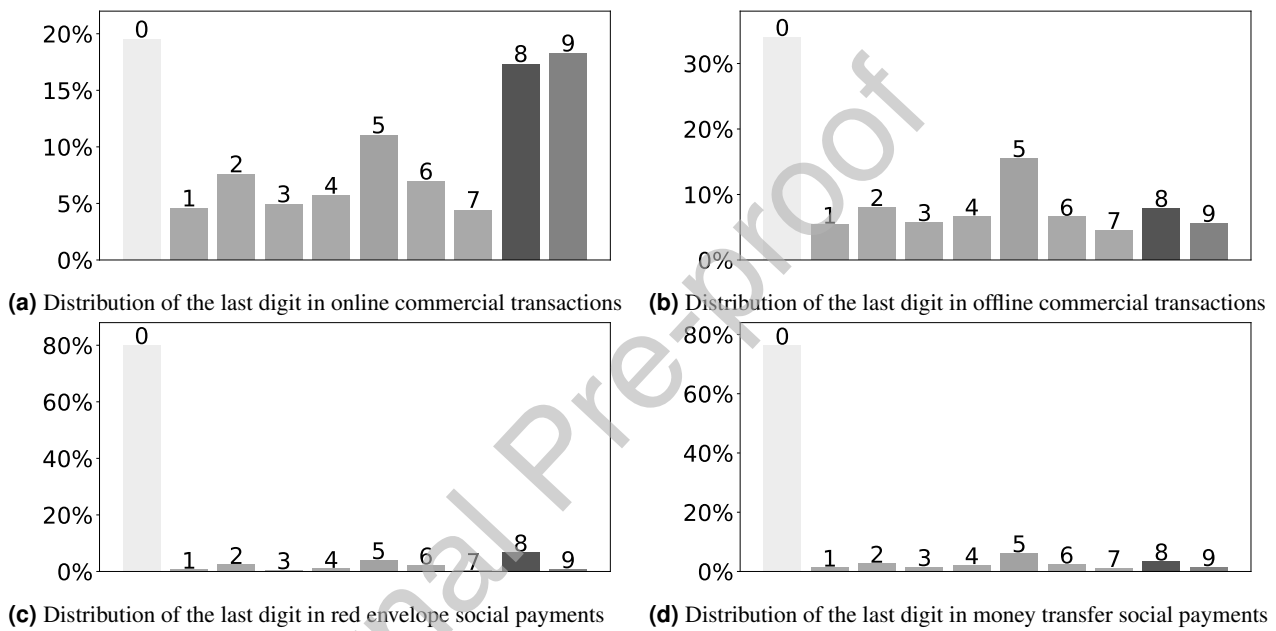 20%
15%
10%
5%
0%
0 1 2 3 4 5 6 7 8 9
(a) Distribution of the last digit in online commercial transactions
30%
20%
10%
0%
0 1 2 3 4 5 6 7 8 9
(b) Distribution of the last digit in offline commercial transactions
80%
60%
40%
20%
0%
0 1 2 3 4 5 6 7 8 9
(c) Distribution of the last digit in red envelope social payments
80%
60%
40%
20%
0%
0 1 2 3 4 5 6 7 8 9
(d) Distribution of the last digit in money transfer social payments
Pre-proof